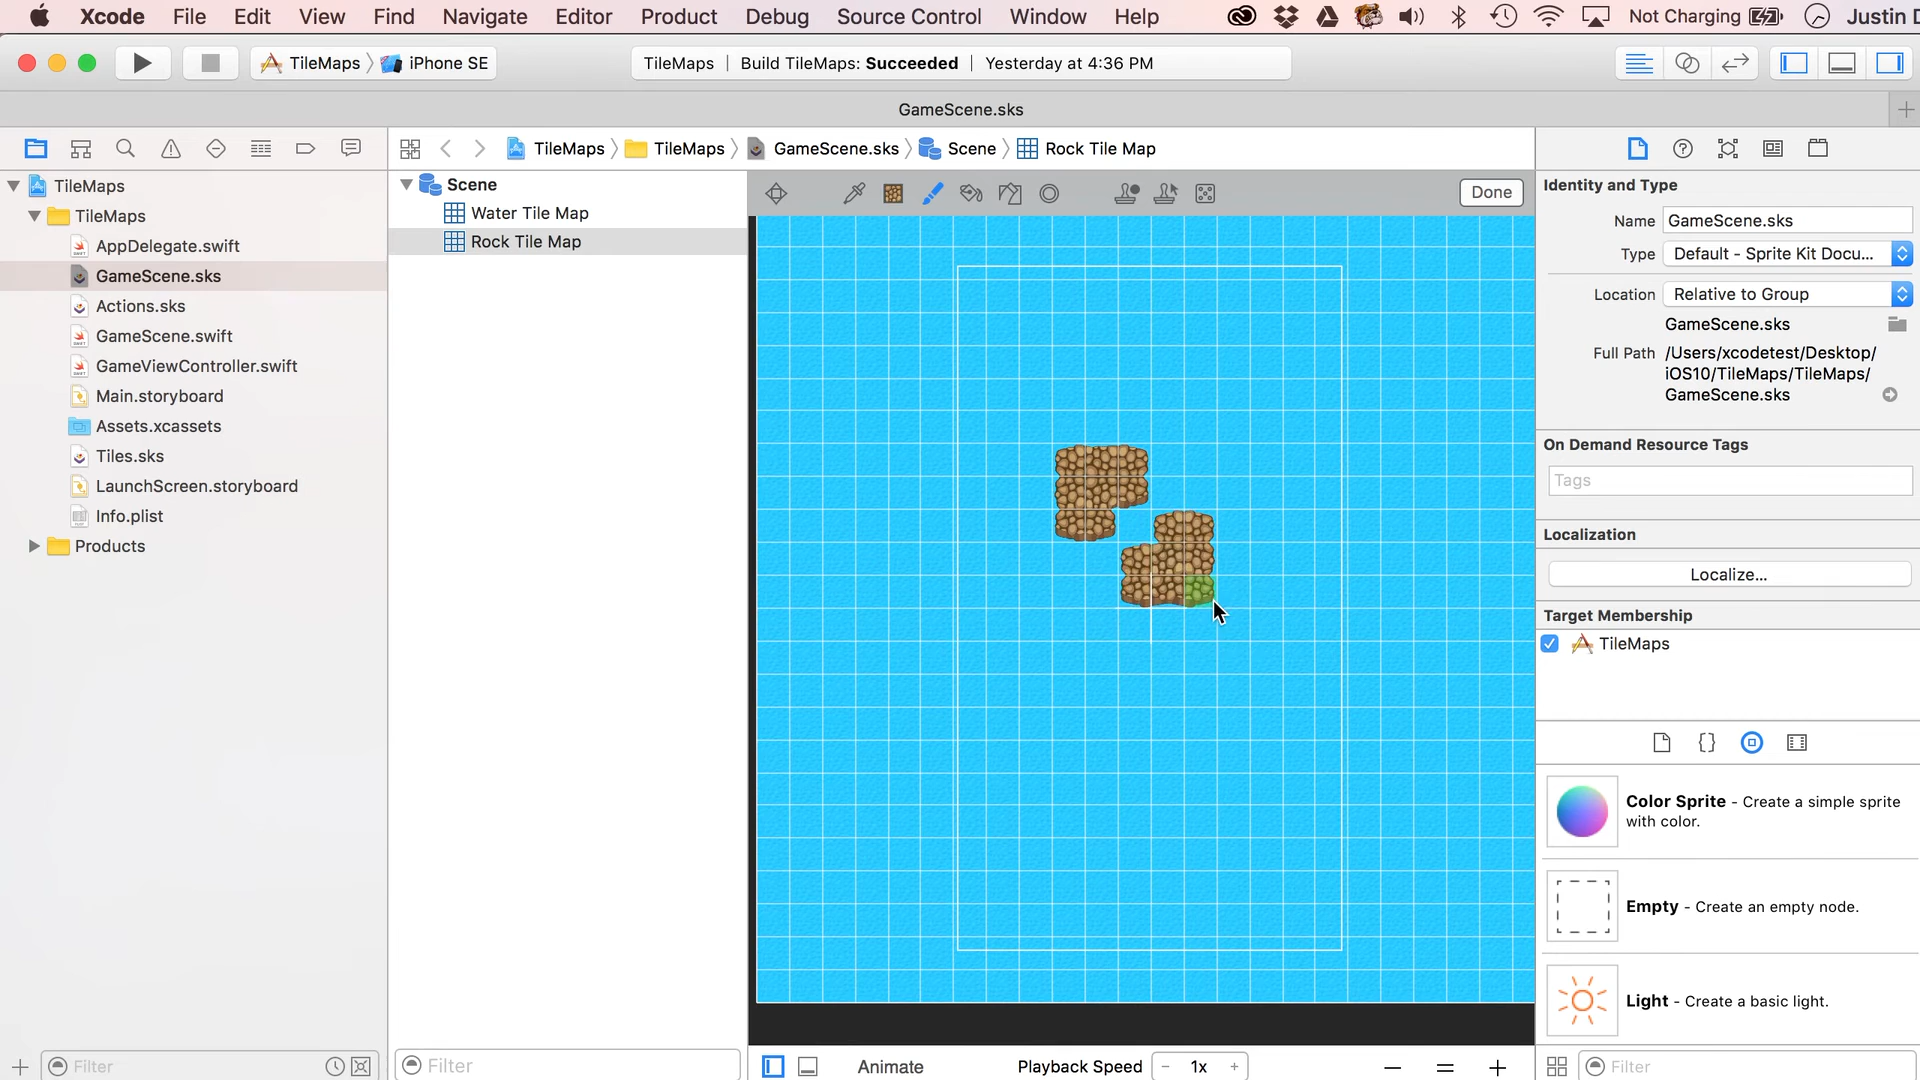 Xcode File Edit View Find Navigate Editor Product Debug Source Control Window Help Not Charging Justin D
TileMaps iPhone SE TileMaps | Build TileMaps: Succeeded | Yesterday at 4:36 PM
GameScene.sks
TileMaps TileMaps GameScene.sks Scene Rock Tile Map
TileMaps
TileMaps
AppDelegate.swift
GameScene.sks
Actions.sks
GameScene.swift
GameViewController.swift
Main.storyboard
Assets.xcassets
Tiles.sks
LaunchScreen.storyboard
Info.plist
Products
Filter
Scene
Water Tile Map
Rock Tile Map
Filter
Done
Animate Playback Speed - 1x +
Identity and Type
Name GameScene.sks
Type Default - Sprite Kit Docu...
Location Relative to Group
GameScene.sks
Full Path /Users/xcodetest/Desktop/
iOS10/TileMaps/TileMaps/
GameScene.sks
On Demand Resource Tags
Tags
Localization
Localize...
Target Membership
TileMaps
{}
Color Sprite - Create a simple sprite
with color.
Empty - Create an empty node.
Light - Create a basic light.
Filter